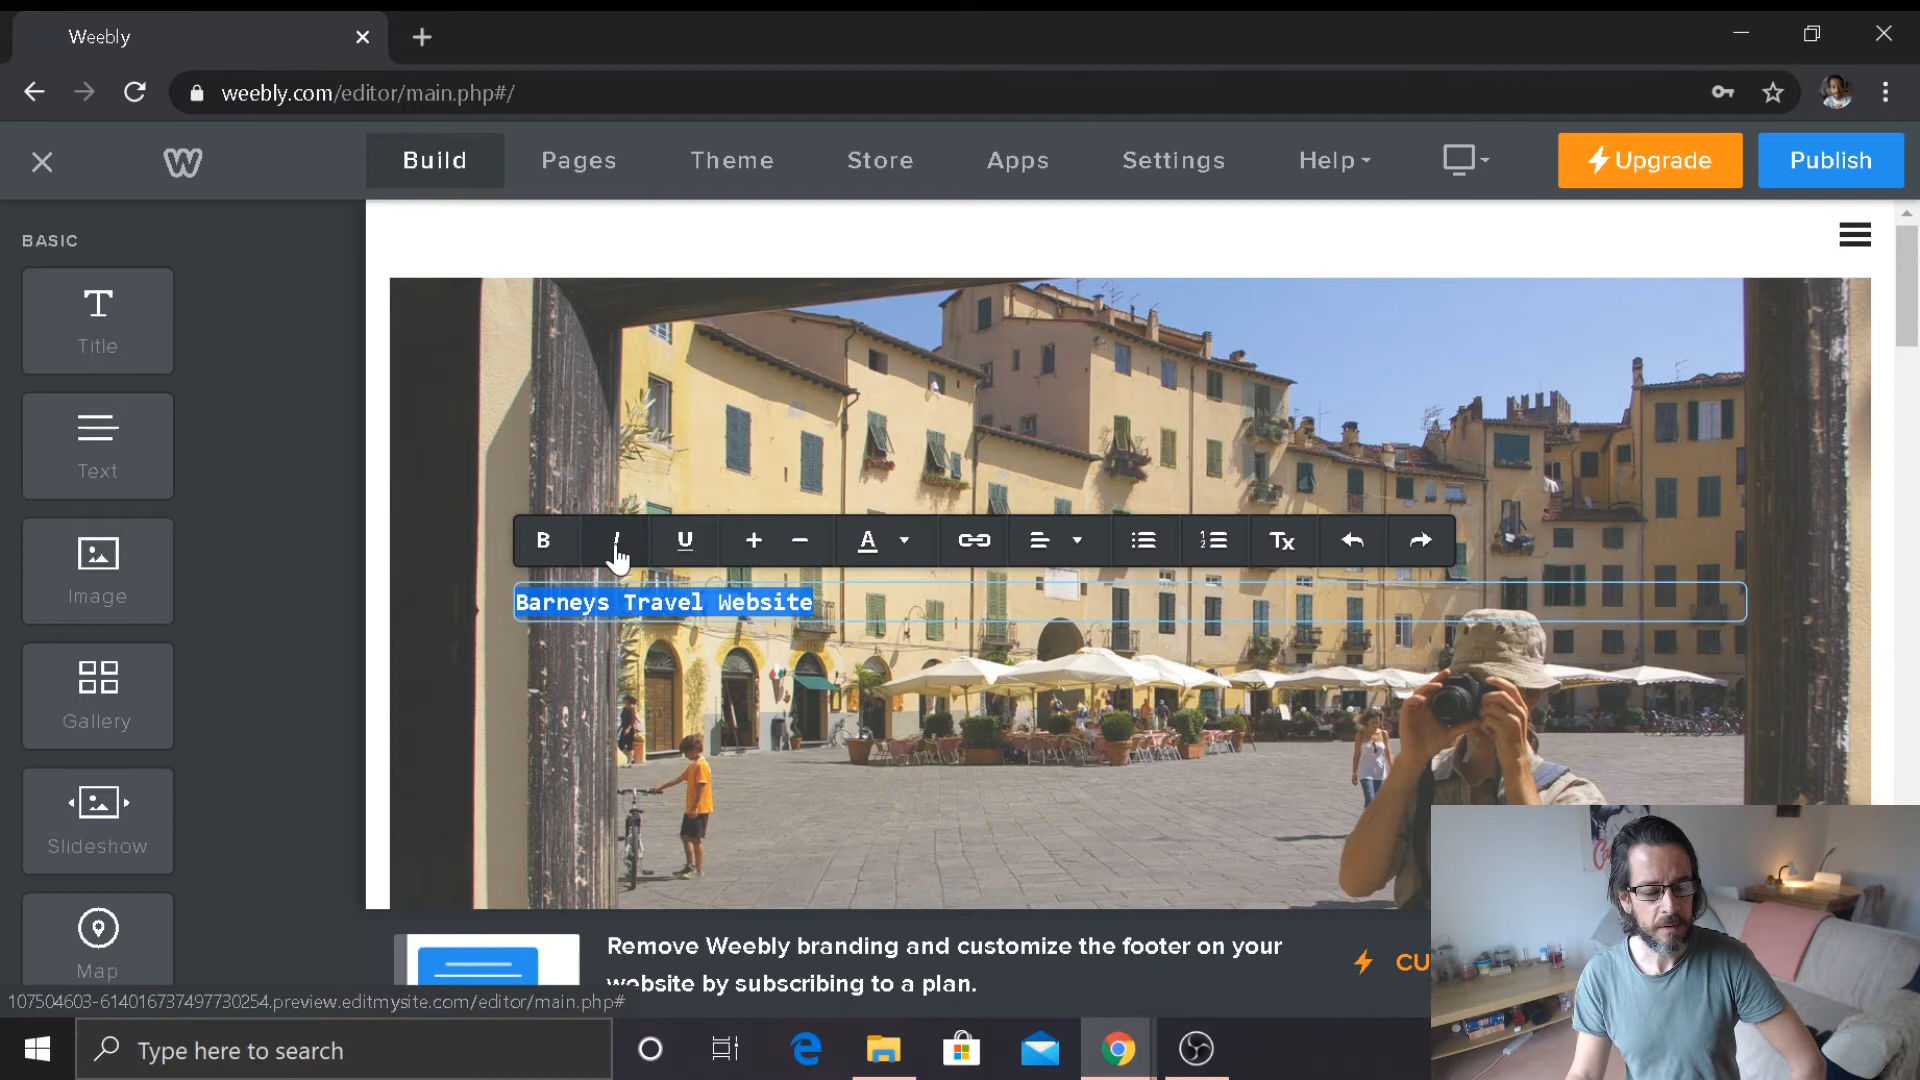 Weebly
weebly.com/editor/main.php#/
Build
Pages
Theme
Store
Apps
Settings
Help
Upgrade
Publish
BASIC
Title
Text
Image
Gallery
Slideshow
Map
B I U + − A Tx
Barneys Travel Website
Remove Weebly branding and customize the footer on your
website by subscribing to a plan.
CU
107504603-614016737497730254.preview.editmysite.com/editor/main.php#
Type here to search